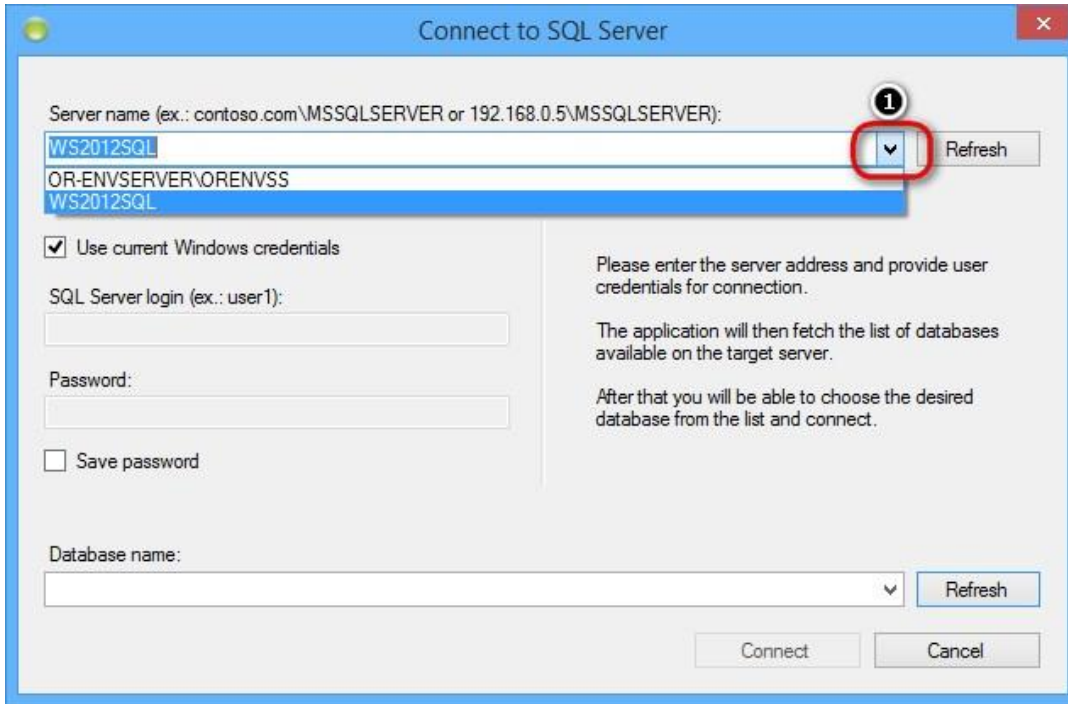 Connect to SQL Server
Server name (ex.: contoso.com\MSSQLSERVER or 192.168.0.5\MSSQLSERVER):
1
WS2012SQL
Refresh
OR-ENVSERVER\ORENVSS
WS2012SQL
Use current Windows credentials
SQL Server login (ex.: user1):
Password:
Save password
Please enter the server address and provide user
credentials for connection.
The application will then fetch the list of databases
available on the target server.
After that you will be able to choose the desired
database from the list and connect.
Database name:
Refresh
Connect
Cancel